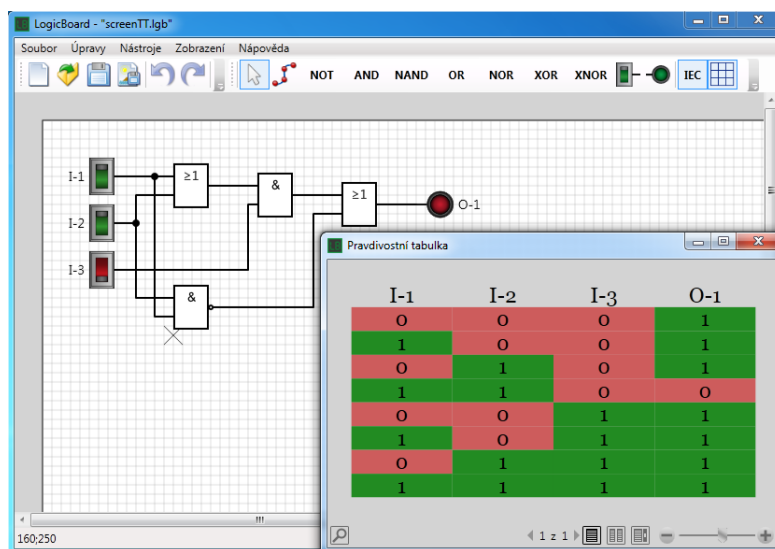 LogicBoard - "screenTT.lgb"
Soubor Úpravy Nástroje Zobrazení Nápověda
NOT AND NAND OR NOR XOR XNOR IEC
I-1
≥1
&
≥1
I-2
O-1
I-3
&
Pravdivostní tabulka
I-1 I-2 I-3 O-1
0 0 0 1
1 0 0 1
0 1 0 1
1 1 0 0
0 0 1 1
1 0 1 1
0 1 1 1
1 1 1 1
1 z 1
160;250